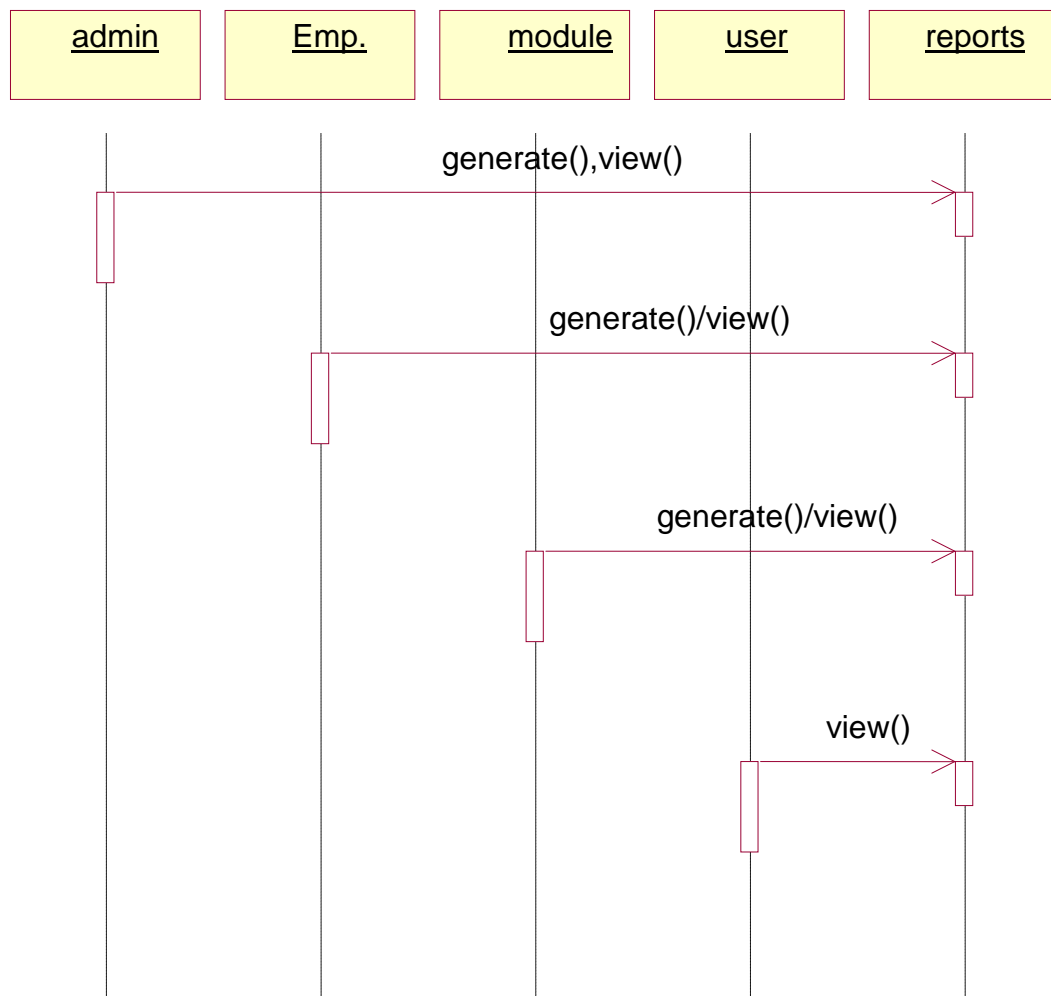 admin
Emp.
module
user
reports
generate(),view()
generate()/view()
generate()/view()
view()